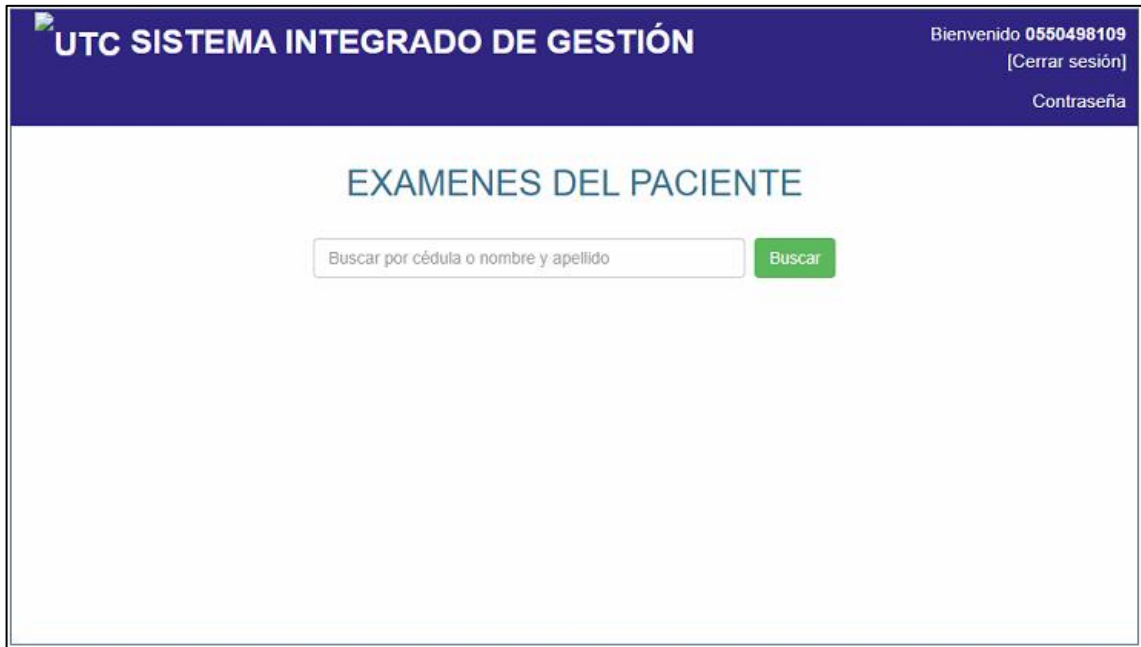 UTC SISTEMA INTEGRADO DE GESTIÓN
Bienvenido 0550498109
[Cerrar sesión]
Contraseña
EXAMENES DEL PACIENTE
Buscar por cédula o nombre y apellido
Buscar